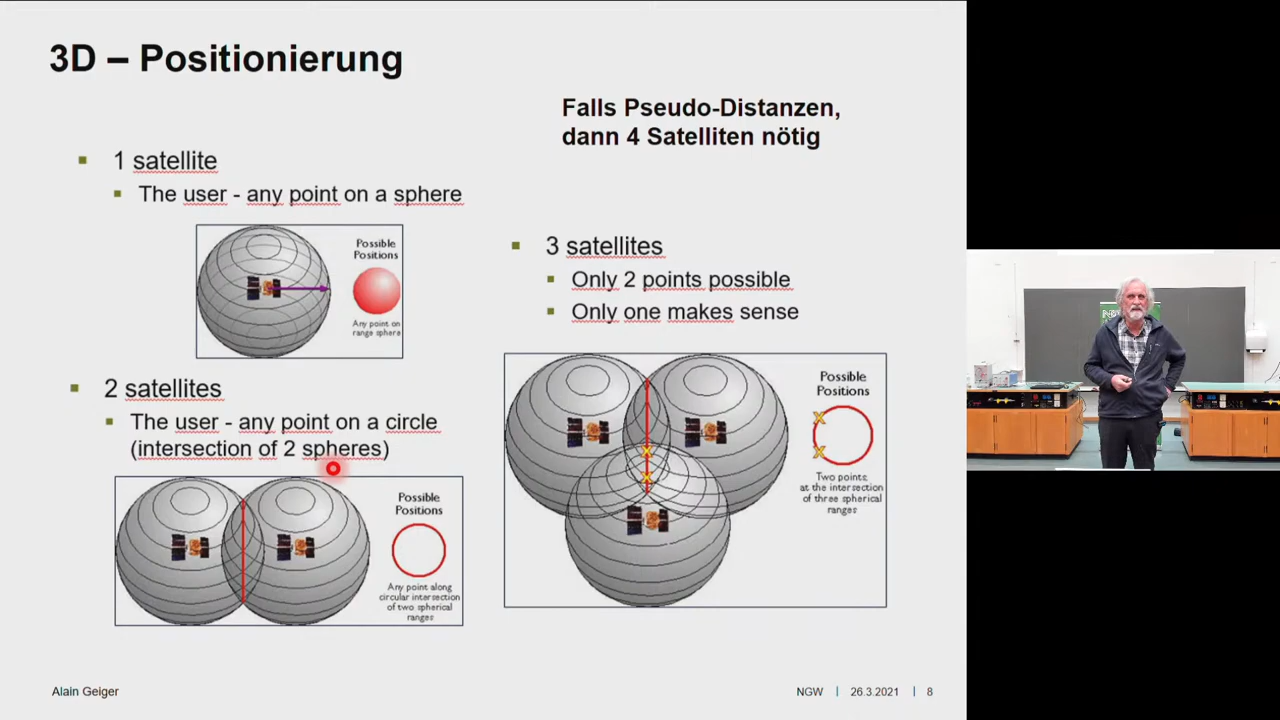 3D – Positionierung
Falls Pseudo-Distanzen,
dann 4 Satelliten nötig
1 satellite
The user - any point on a sphere
Possible
Positions
Any point on
range sphere
2 satellites
The user - any point on a circle
(intersection of 2 spheres)
Possible
Positions
Any point along
circular intersection
of two spherical
ranges
3 satellites
Only 2 points possible
Only one makes sense
Possible
Positions
X
X
X
X
Two points
at the intersection
of three spherical
ranges
Alain Geiger
NGW | 26.3.2021 | 8